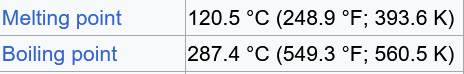 Melting point 120.5 °C (248.9 °F; 393.6 K)
Boiling point 287.4 °C (549.3 °F; 560.5 K)